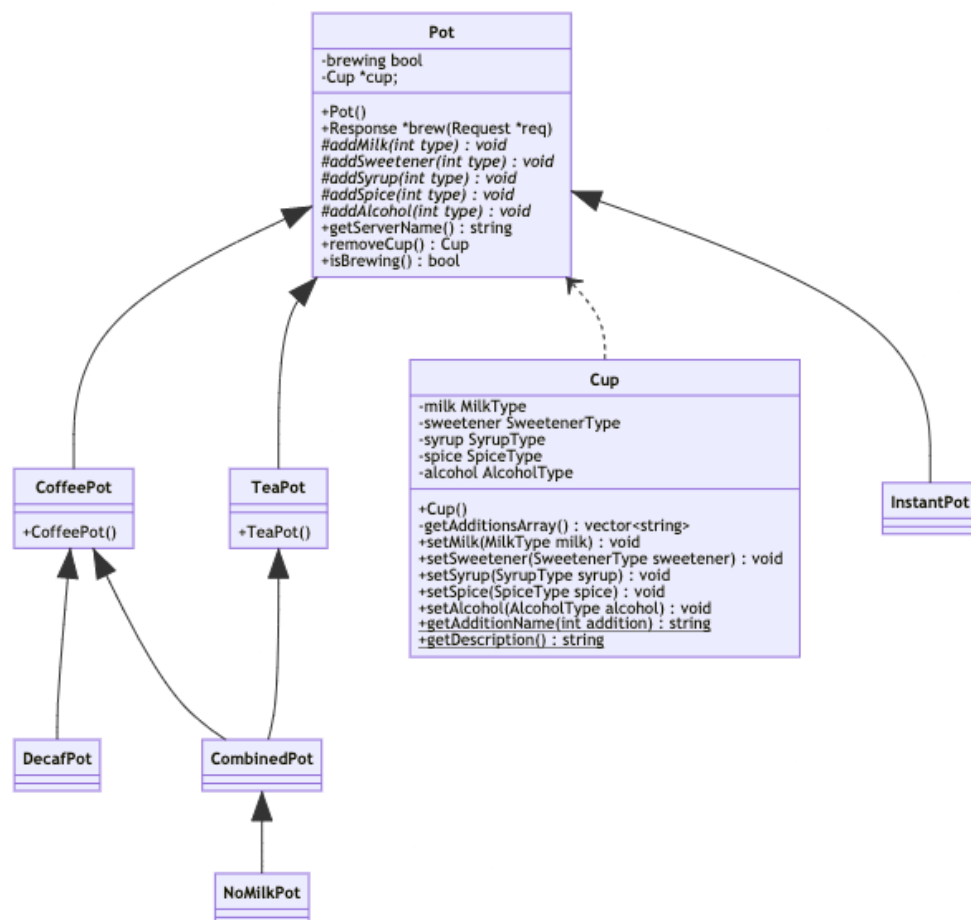 Pot
-brewing bool
-Cup *cup;
+Pot()
+Response *brew(Request *req)
#addMilk(int type) : void
#addSweetener(int type) : void
#addSyrup(int type) : void
#addSpice(int type) : void
#addAlcohol(int type) : void
+getServerName() : string
+removeCup() : Cup
+isBrewing() : bool
Cup
-milk MilkType
-sweetener SweetenerType
-syrup SyrupType
-spice SpiceType
-alcohol AlcoholType
+Cup()
-getAdditionsArray() : vector<string>
+setMilk(MilkType milk) : void
+setSweetener(SweetenerType sweetener) : void
+setSyrup(SyrupType syrup) : void
+setSpice(SpiceType spice) : void
+setAlcohol(AlcoholType alcohol) : void
+getAdditionName(int addition) : string
+getDescription() : string
CoffeePot
+CoffeePot()
TeaPot
+TeaPot()
InstantPot
DecafPot
CombinedPot
NoMilkPot